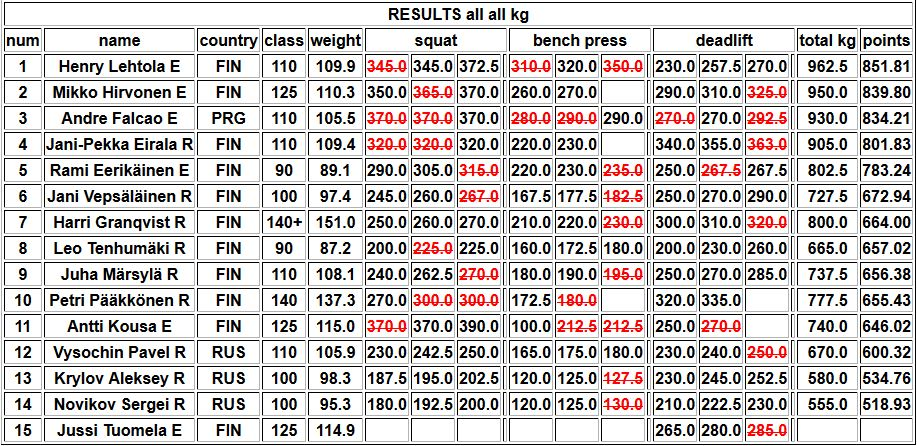 RESULTS all all kg
num name country class weight squat bench press deadlift total kg points
1 Henry Lehtola E FIN 110 109.9 345.0 345.0 372.5 310.0 320.0 350.0 230.0 257.5 270.0 962.5 851.81
2 Mikko Hirvonen E FIN 125 110.3 350.0 365.0 370.0 260.0 270.0 290.0 310.0 325.0 950.0 839.80
3 Andre Falcao E PRG 110 105.5 370.0 370.0 370.0 280.0 290.0 290.0 270.0 270.0 292.5 930.0 834.21
4 Jani-Pekka Eirala R FIN 110 109.4 320.0 320.0 320.0 220.0 230.0 340.0 355.0 363.0 905.0 801.83
5 Rami Eerikäinen E FIN 90 89.1 290.0 305.0 315.0 220.0 230.0 235.0 250.0 267.5 267.5 802.5 783.24
6 Jani Vepsäläinen R FIN 100 97.4 245.0 260.0 267.0 167.5 177.5 182.5 250.0 270.0 290.0 727.5 672.94
7 Harri Granqvist R FIN 140+ 151.0 250.0 260.0 270.0 210.0 220.0 230.0 300.0 310.0 320.0 800.0 664.00
8 Leo Tenhumäki R FIN 90 87.2 200.0 225.0 225.0 160.0 172.5 180.0 200.0 230.0 260.0 665.0 657.02
9 Juha Märsylä R FIN 110 108.1 240.0 262.5 270.0 180.0 190.0 195.0 250.0 270.0 285.0 737.5 656.38
10 Petri Pääkkönen R FIN 140 137.3 270.0 300.0 300.0 172.5 180.0 320.0 335.0 777.5 655.43
11 Antti Kousa E FIN 125 115.0 370.0 370.0 390.0 100.0 212.5 212.5 250.0 270.0 740.0 646.02
12 Vysochin Pavel R RUS 110 105.9 230.0 242.5 250.0 165.0 175.0 180.0 230.0 240.0 250.0 670.0 600.32
13 Krylov Aleksey R RUS 100 98.3 187.5 195.0 202.5 120.0 125.0 127.5 230.0 245.0 252.5 580.0 534.76
14 Novikov Sergei R RUS 100 95.3 180.0 192.5 200.0 120.0 125.0 130.0 210.0 222.5 230.0 555.0 518.93
15 Jussi Tuomela E FIN 125 114.9 265.0 280.0 285.0